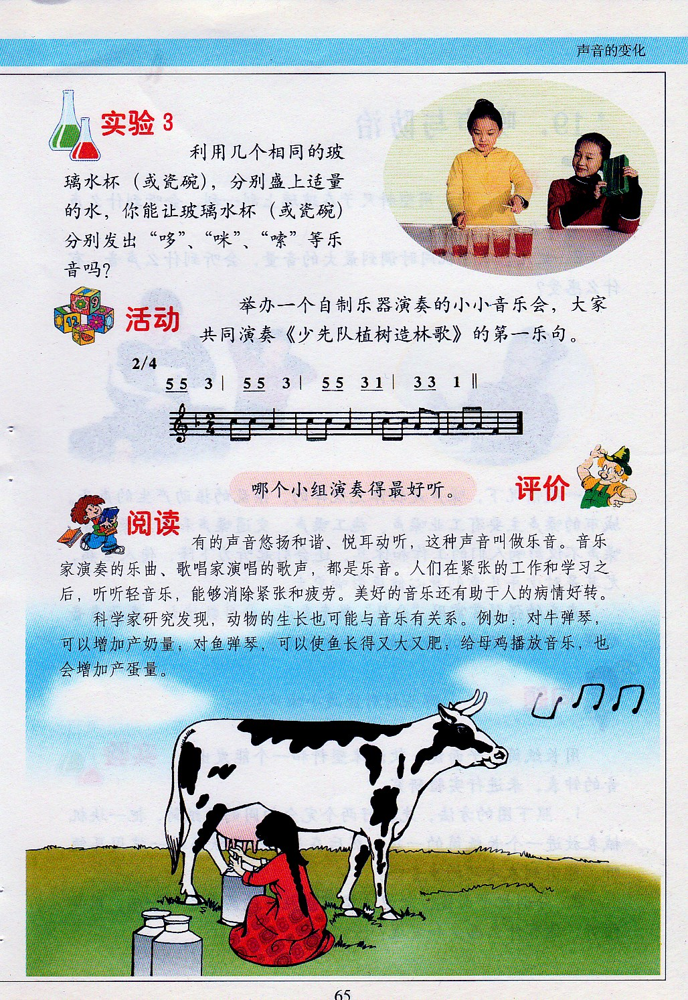 声音的变化
实验 3
利用几个相同的玻
璃水杯（或瓷碗），分别盛上适量
的水，你能让玻璃水杯（或瓷碗）
分别发出“哆”、“咪”、“嗦”等乐
音吗？
活动
举办一个自制乐器演奏的小小音乐会，大家
共同演奏《少先队植树造林歌》的第一乐句。
2/4
5 5 3 | 5 5 3 | 5 5 3 1 | 3 3 1 ‖
哪个小组演奏得最好听。
评价
阅读
有的声音悠扬和谐、悦耳动听，这种声音叫做乐音。音乐
家演奏的乐曲、歌唱家演唱的歌声，都是乐音。人们在紧张的工作和学习之
后，听听轻音乐，能够消除紧张和疲劳。美好的音乐还有助于人的病情好转。
科学家研究发现，动物的生长也可能与音乐有关系。例如：对牛弹琴，
可以增加产奶量；对鱼弹琴，可以使鱼长得又大又肥；给母鸡播放音乐，也
会增加产蛋量。
65